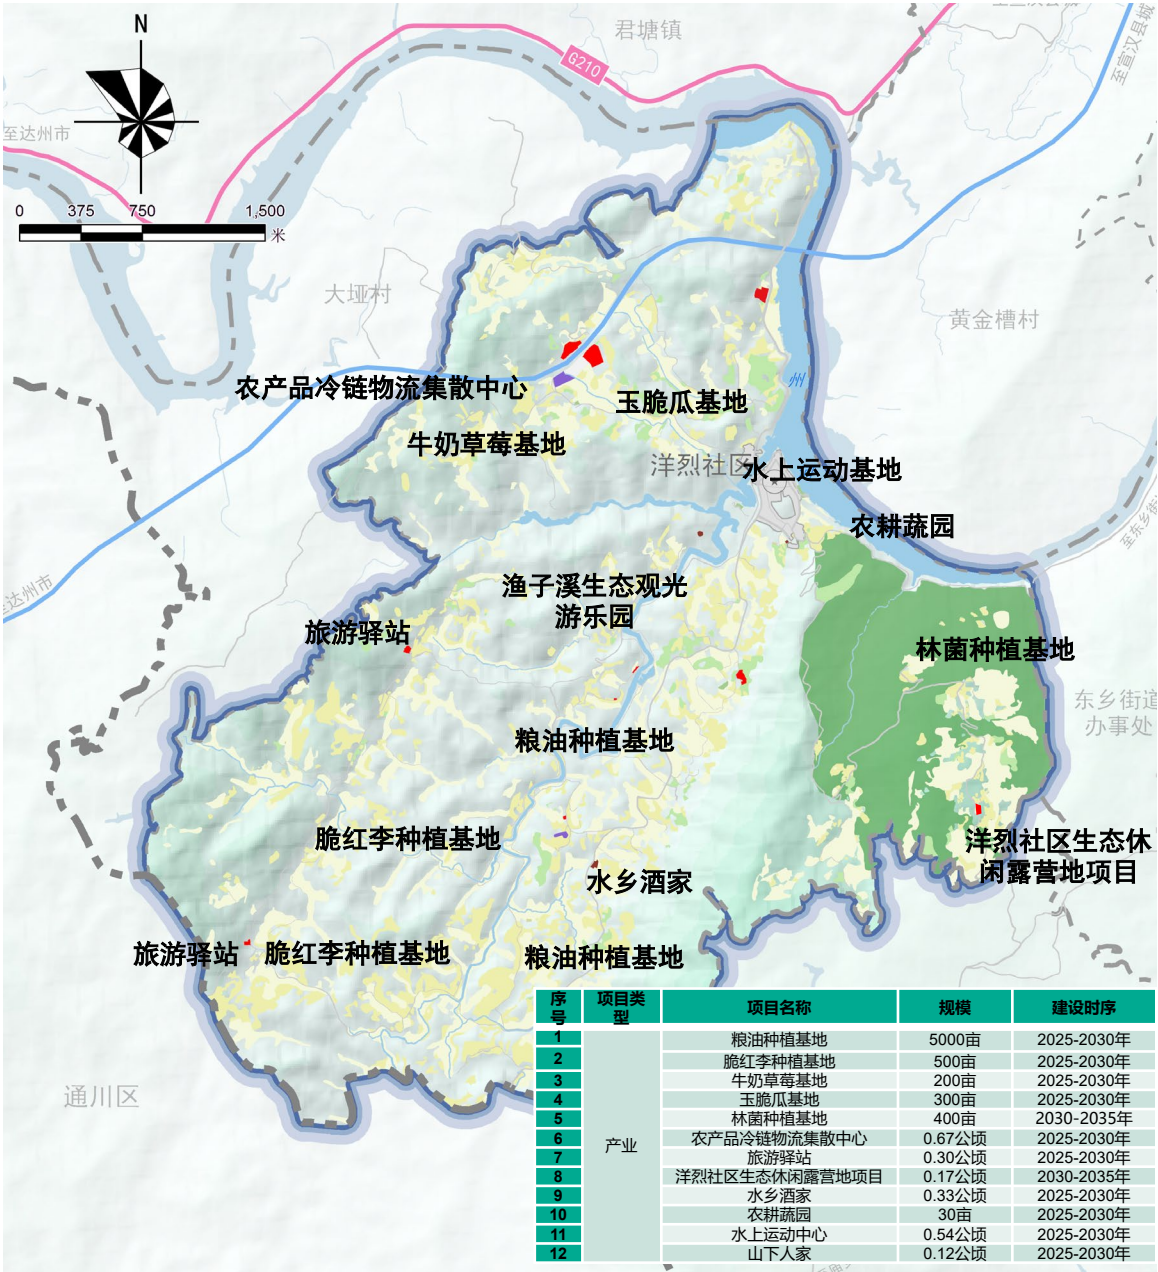 君塘镇
至宣汉县城
N
G210
至达州市
0 375 750 1,500
米
大垭村
黄金槽村
农产品冷链物流集散中心
州
玉脆瓜基地
牛奶草莓基地
洋烈社区
水上运动基地
农耕蔬园
至东乡街
至达州市
渔子溪生态观光
游乐园
旅游驿站
林菌种植基地
东乡街道
办事处
粮油种植基地
脆红李种植基地
洋烈社区生态休
闲露营地项目
水乡酒家
旅游驿站
脆红李种植基地
粮油种植基地
通川区
序号 项目类型 项目名称 规模 建设时序
产业
1 粮油种植基地 5000亩 2025-2030年
2 脆红李种植基地 500亩 2025-2030年
3 牛奶草莓基地 200亩 2025-2030年
4 玉脆瓜基地 300亩 2025-2030年
5 林菌种植基地 400亩 2030-2035年
6 农产品冷链物流集散中心 0.67公顷 2025-2030年
7 旅游驿站 0.30公顷 2025-2030年
8 洋烈社区生态休闲露营地项目 0.17公顷 2030-2035年
9 水乡酒家 0.33公顷 2025-2030年
10 农耕蔬园 30亩 2025-2030年
11 水上运动中心 0.54公顷 2025-2030年
12 山下人家 0.12公顷 2025-2030年